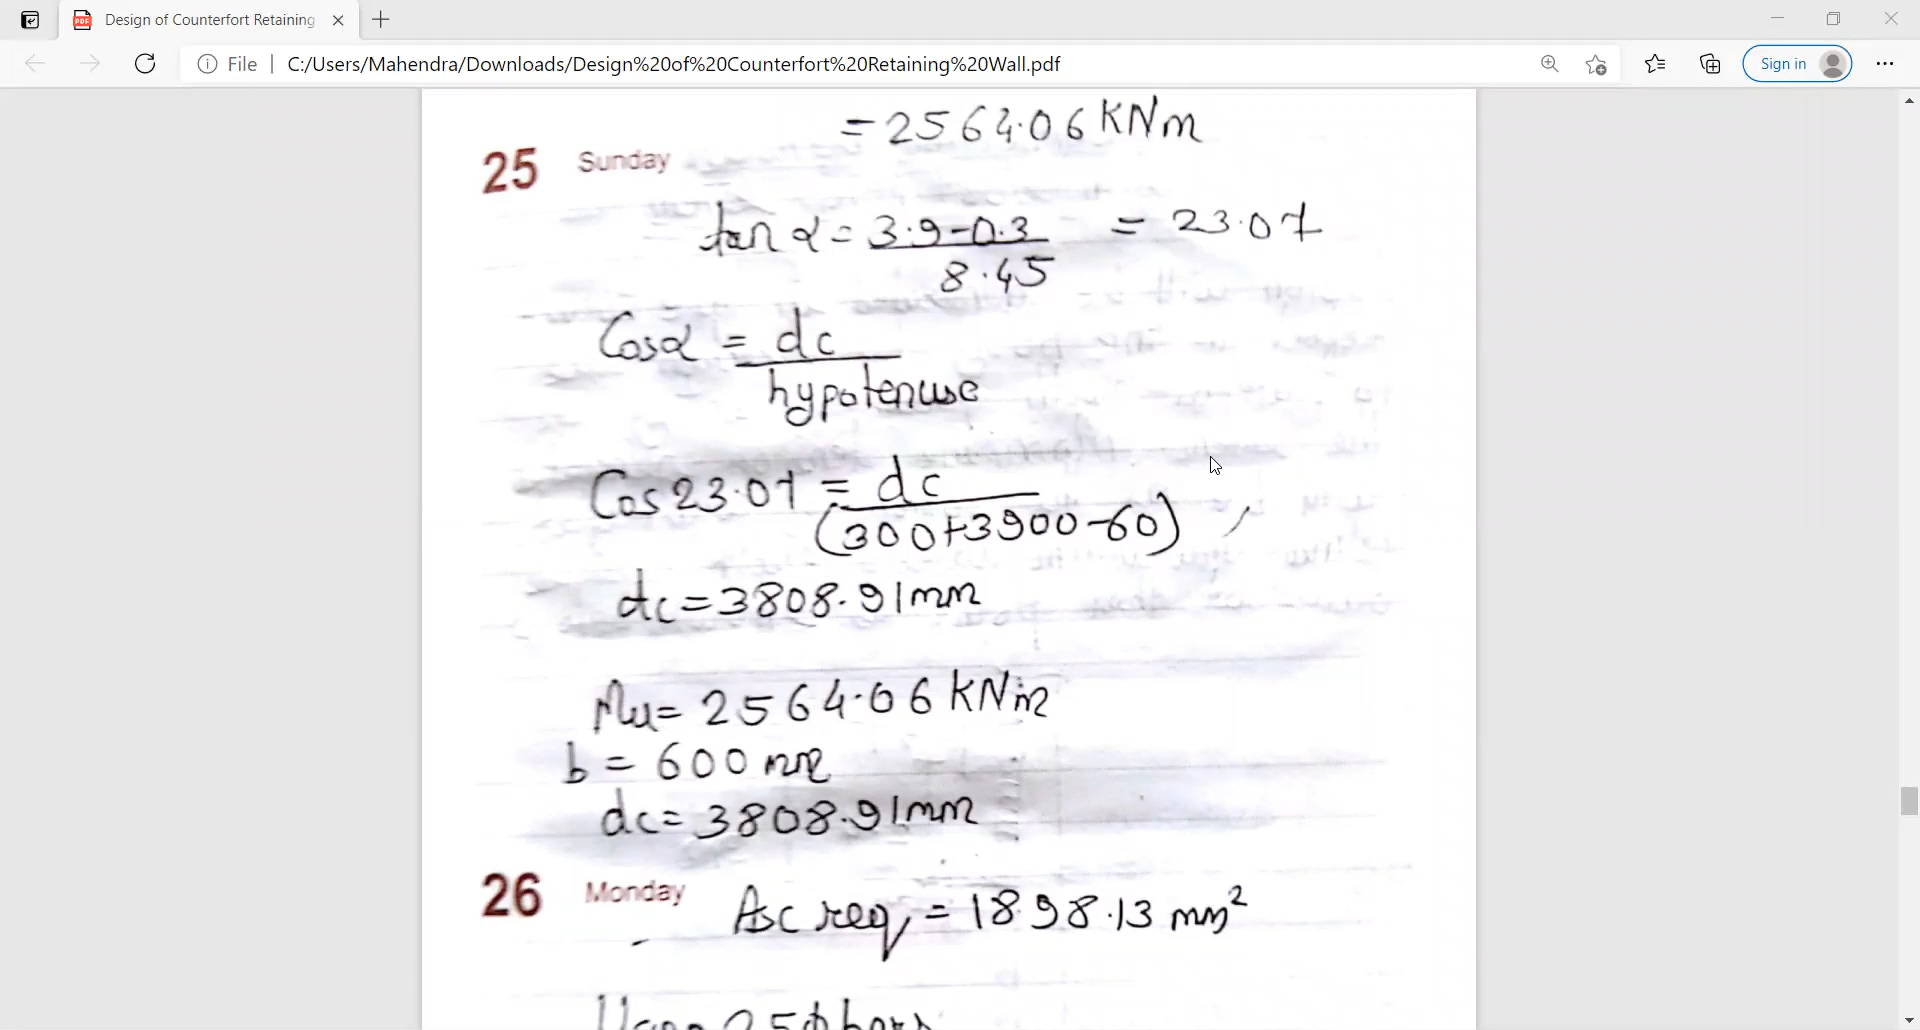 Design of Counterfort Retaining
File
C:/Users/Mahendra/Downloads/Design%20of%20Counterfort%20Retaining%20Wall.pdf
Sign in
= 2564.06 KNm
25 Sunday
tan α = 3.9-0.3 / 8.45 = 23.07
Cosα = dc / hypotenuse
Cos 23.07 = dc / (300+3900-60)
dc = 3808.91mm
Mu = 2564.06 KNm
b = 600 mm
dc = 3808.91mm
26 Monday
Asc req = 1898.13 mm²